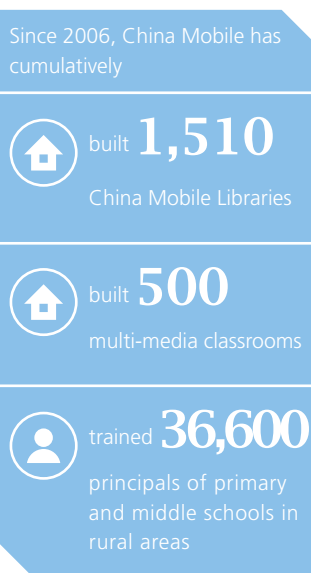 Since 2006, China Mobile has
cumulatively
built 1,510
China Mobile Libraries
built 500
multi-media classrooms
trained 36,600
principals of primary
and middle schools in
rural areas